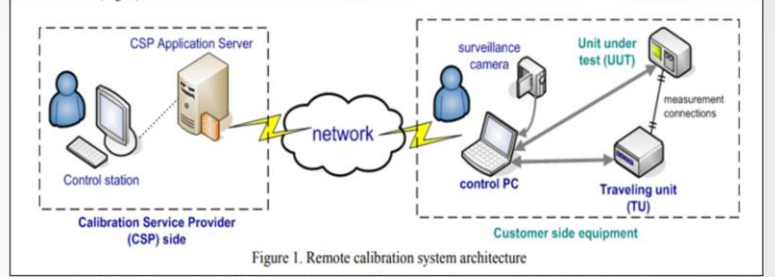 CSP Application Server
Control station
Calibration Service Provider
(CSP) side
network
surveillance
camera
Unit under
test (UUT)
measurement
connections
control PC
Traveling unit
(TU)
Customer side equipment
Figure 1. Remote calibration system architecture